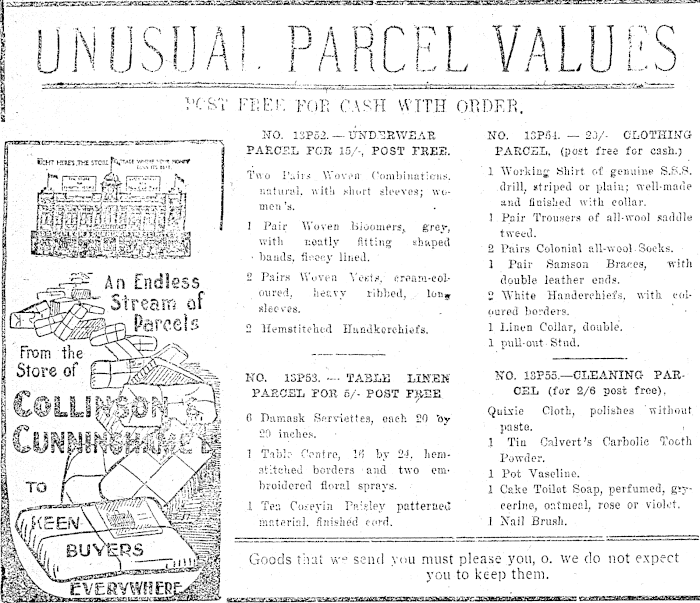 UNUSUAL PARCEL VALUES
POST FREE FOR CASH WITH ORDER.
RIGHT HERE'S THE STORE
An Endless
Stream of
Parcels
From the
Store of
COLLINSON &
CUNNINGHAME LD
TO
KEEN
BUYERS
EVERYWHERE
NO. 13P52.—UNDERWEAR
PARCEL FOR 15/-, POST FREE.
Two Pairs Woven Combinations,
natural, with short sleeves; wo-
men's.
1 Pair Woven Bloomers, grey,
with neatly fitting shaped
bands, fleecy lined.
2 Pairs Woven Vests, cream-col-
oured, heavy ribbed, long
sleeves.
2 Hemstitched Handkerchiefs.
NO. 13P53. — TABLE LINEN
PARCEL FOR 5/- POST FREE
6 Damask Serviettes, each 20 by
20 inches.
1 Table Centre, 16 by 24, hem-
stitched borders and two em-
broidered floral sprays.
1 Tea Coseyin Paisley patterned
material, finished cord.
NO. 13P54. — 23/- CLOTHING
PARCEL, (post free for cash.)
1 Working Shirt of genuine S.S.S.
drill, striped or plain; well-made
and finished with collar.
1 Pair Trousers of all-wool saddle
tweed.
2 Pairs Colonial all-wool Socks.
1 Pair Samson Braces, with
double leather ends.
2 White Handerchiefs, with col-
oured borders.
1 Linen Collar, double.
1 pull-out Stud.
NO. 13P55.—CLEANING PAR-
CEL (for 2/6 post free).
Quixie Cloth, polishes without
paste.
1 Tin Calvert's Carbolic Tooth
Powder.
1 Pot Vaseline.
1 Cake Toilet Soap, perfumed, gly-
cerine, oatmeal, rose or violet.
1 Nail Brush.
Goods that we send you must please you, o. we do not expect
you to keep them.